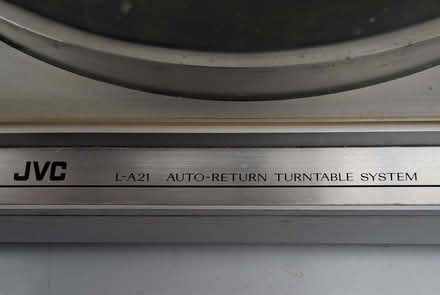 JVC L-A21 AUTO-RETURN TURNTABLE SYSTEM